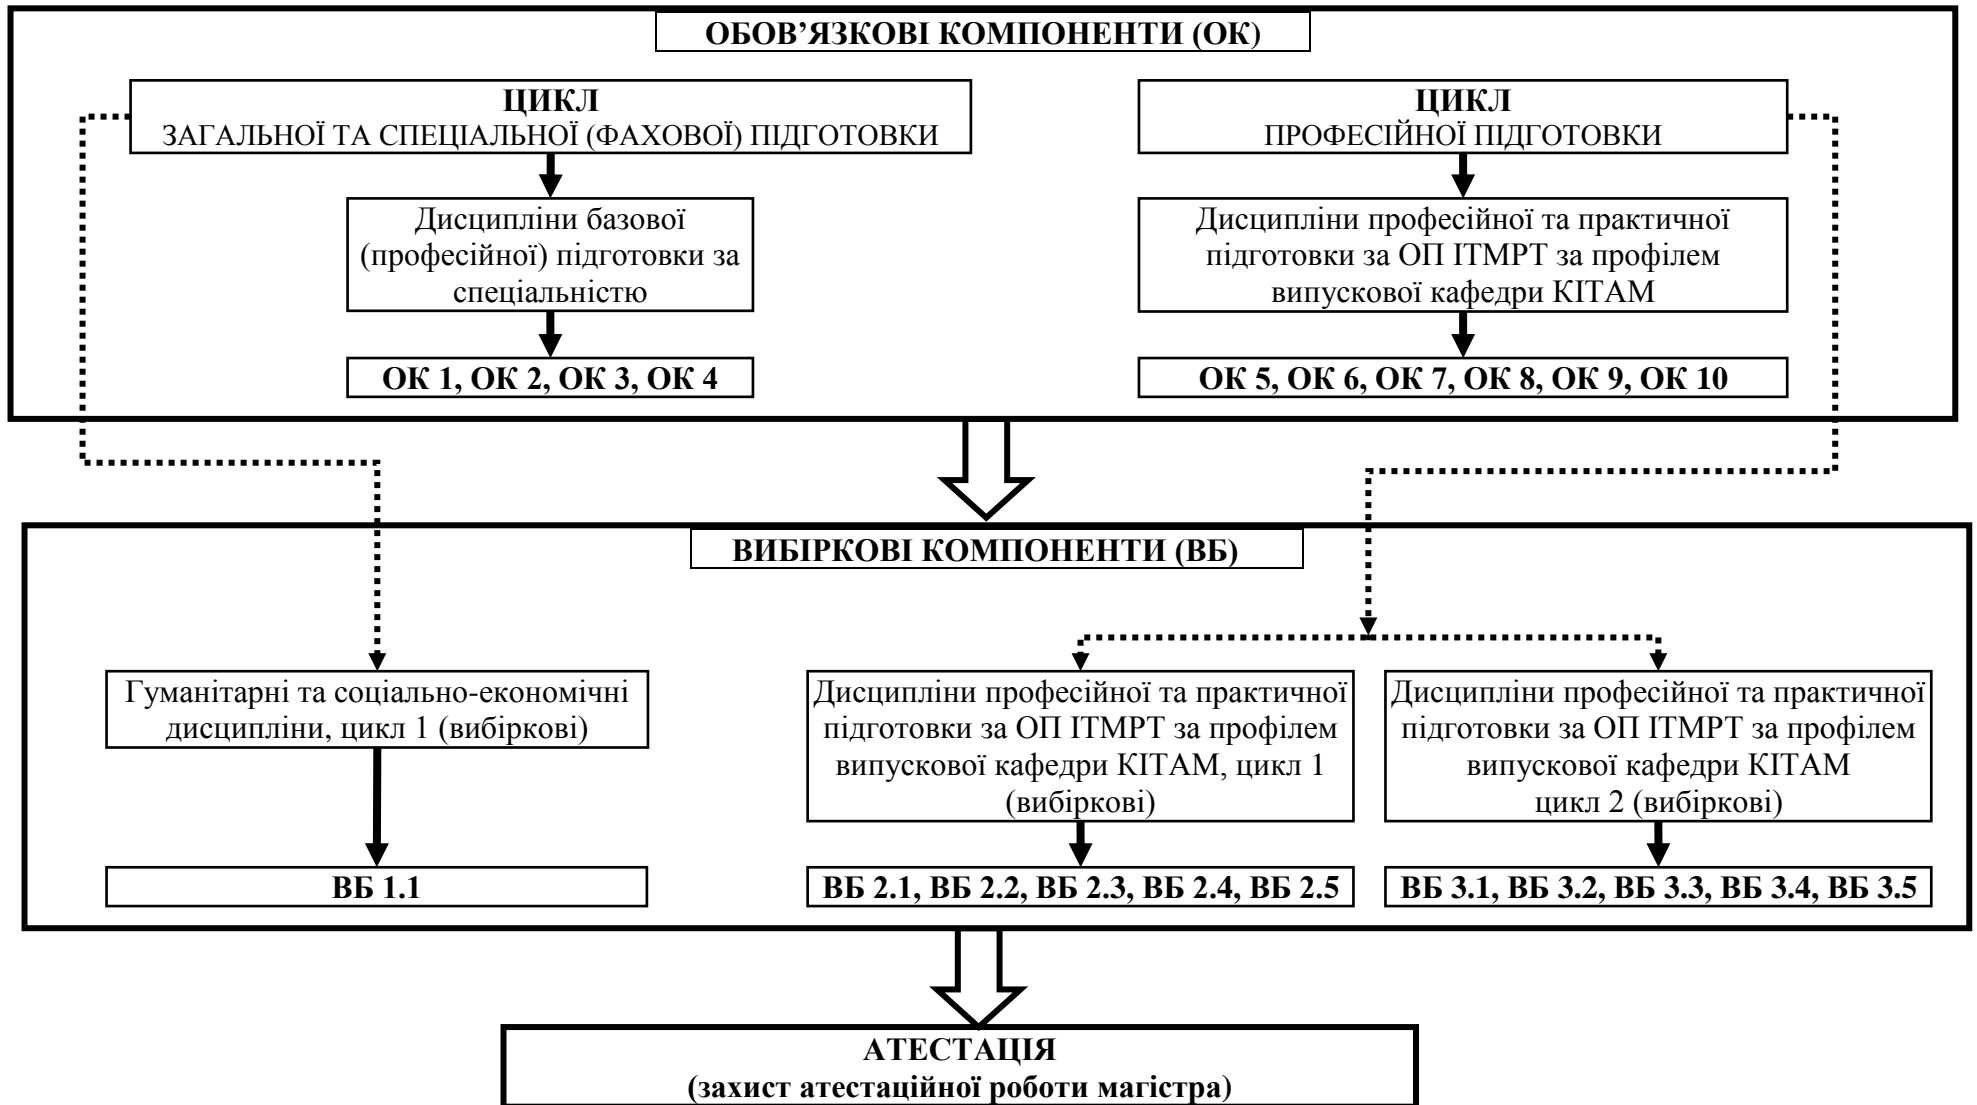 ОБОВ’ЯЗКОВІ КОМПОНЕНТИ (ОК)
ЦИКЛ
ЗАГАЛЬНОЇ ТА СПЕЦІАЛЬНОЇ (ФАХОВОЇ) ПІДГОТОВКИ
Дисципліни базової
(професійної) підготовки за
спеціальністю
ОК 1, ОК 2, ОК 3, ОК 4
ЦИКЛ
ПРОФЕСІЙНОЇ ПІДГОТОВКИ
Дисципліни професійної та практичної
підготовки за ОП ІТМРТ за профілем
випускової кафедри КІТАМ
ОК 5, ОК 6, ОК 7, ОК 8, ОК 9, ОК 10
ВИБІРКОВІ КОМПОНЕНТИ (ВБ)
Гуманітарні та соціально-економічні
дисципліни, цикл 1 (вибіркові)
ВБ 1.1
Дисципліни професійної та практичної
підготовки за ОП ІТМРТ за профілем
випускової кафедри КІТАМ, цикл 1
(вибіркові)
ВБ 2.1, ВБ 2.2, ВБ 2.3, ВБ 2.4, ВБ 2.5
Дисципліни професійної та практичної
підготовки за ОП ІТМРТ за профілем
випускової кафедри КІТАМ
цикл 2 (вибіркові)
ВБ 3.1, ВБ 3.2, ВБ 3.3, ВБ 3.4, ВБ 3.5
АТЕСТАЦІЯ
(захист атестаційної роботи магістра)